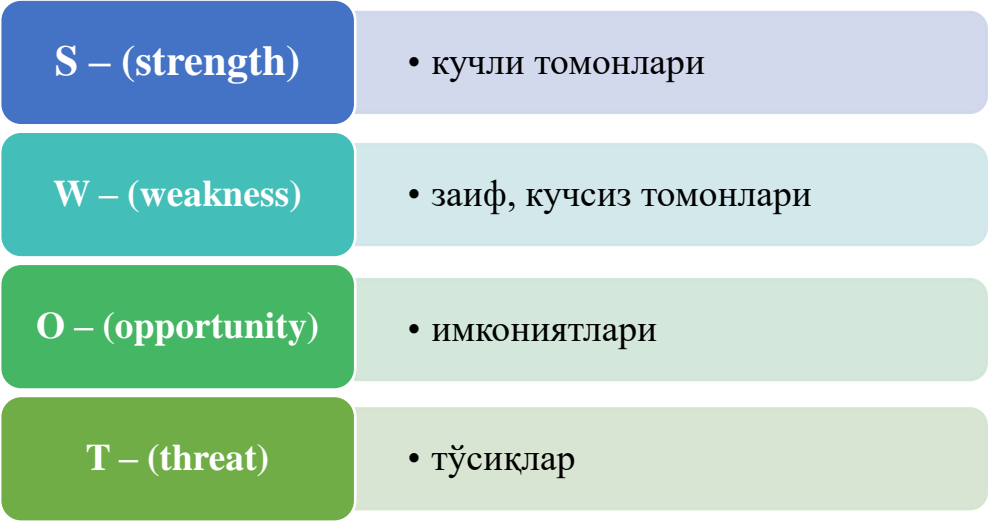 S – (strength)
• кучли томонлари
W – (weakness)
• заиф, кучсиз томонлари
O – (opportunity)
• имкониятлари
T – (threat)
• тўсиқлар